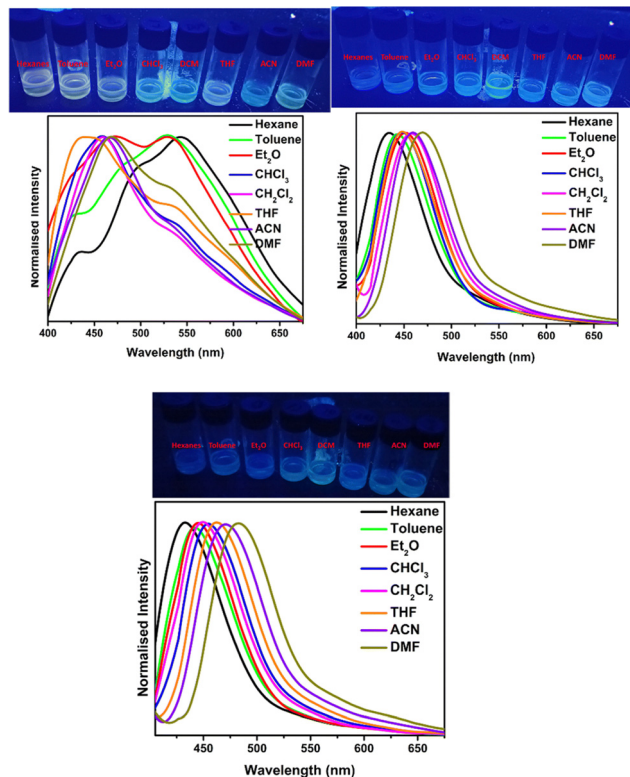 Hexanes Toluene Et₂O CHCl₃ DCM THF ACN DMF
Hexanes Toluene Et₂O CHCl₃ DCM THF ACN DMF
Normalised Intensity
Hexane
Toluene
Et₂O
CHCl₃
CH₂Cl₂
THF
ACN
DMF
400 450 500 550 600 650
Wavelength (nm)
Normalised Intensity
Hexane
Toluene
Et₂O
CHCl₃
CH₂Cl₂
THF
ACN
DMF
400 450 500 550 600 650
Wavelength (nm)
Hexanes Toluene Et₂O CHCl₃ DCM THF ACN DMF
Normalised Intensity
Hexane
Toluene
Et₂O
CHCl₃
CH₂Cl₂
THF
ACN
DMF
450 500 550 600 650
Wavelength (nm)